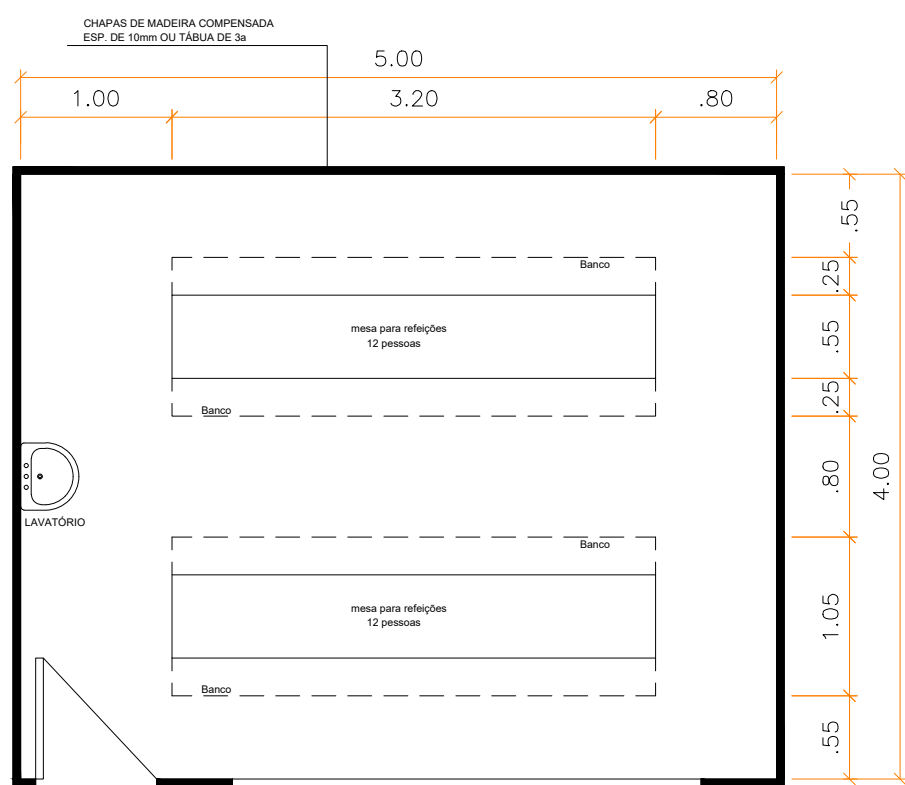 CHAPAS DE MADEIRA COMPENSADA
ESP. DE 10mm OU TÁBUA DE 3a
5.00
1.00
3.20
.80
.55
Banco
.25
mesa para refeições
12 pessoas
.55
.25
Banco
.80
4.00
LAVATÓRIO
Banco
mesa para refeições
12 pessoas
1.05
Banco
.55